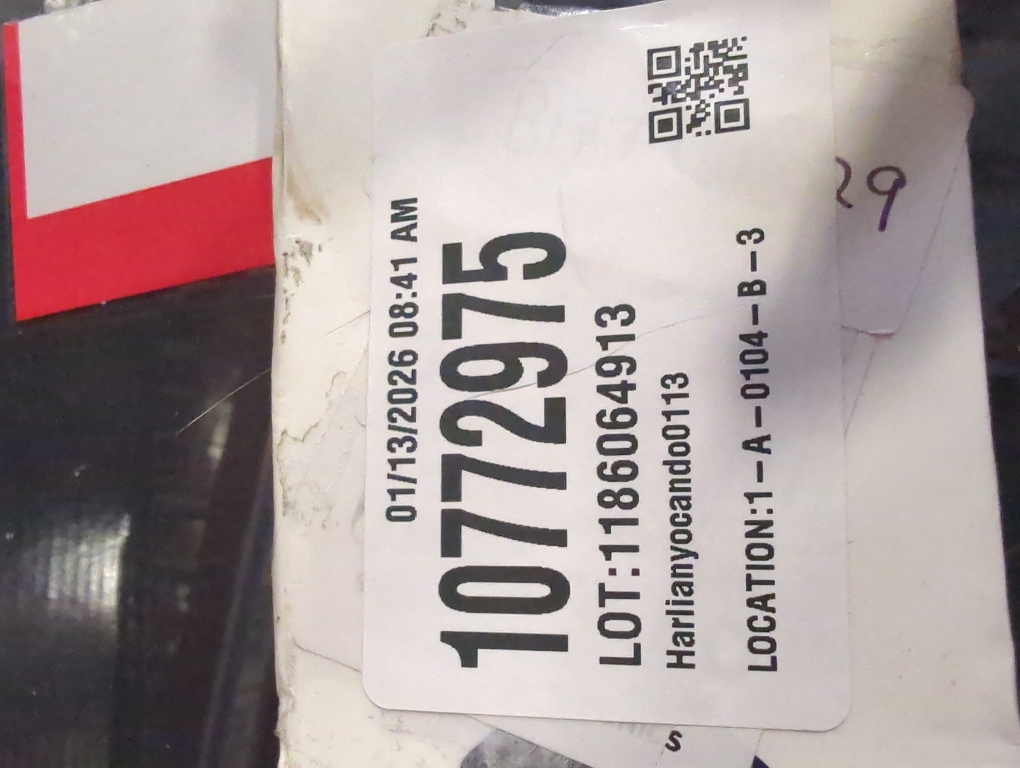 01/13/2026 08:41 AM
10772975
LOT:1186064913
Harlianyocando0113
LOCATION:1-A-0104-B-3
29
s